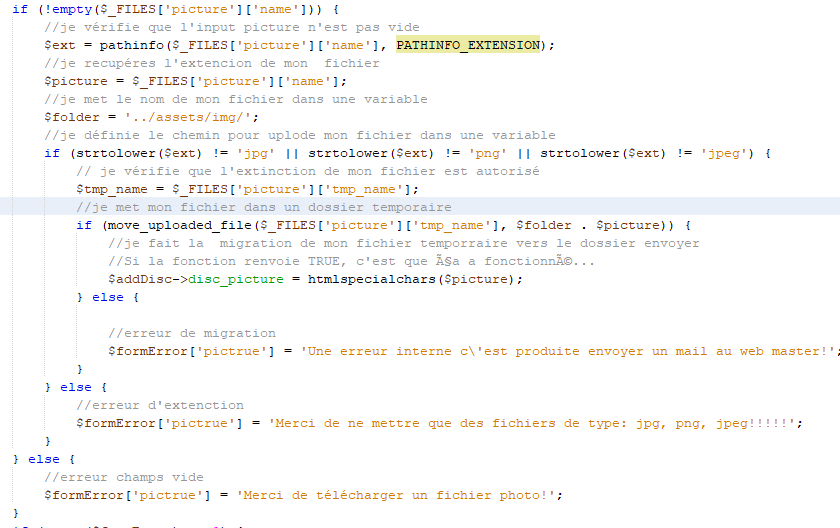 if (!empty($_FILES['picture']['name'])) {
//je vérifie que l'input picture n'est pas vide
$ext = pathinfo($_FILES['picture']['name'], PATHINFO_EXTENSION);
//je recupéres l'extencion de mon  fichier
$picture = $_FILES['picture']['name'];
//je met le nom de mon fichier dans une variable
$folder = '../assets/img/';
//je définie le chemin pour uplode mon fichier dans une variable
if (strtolower($ext) != 'jpg' || strtolower($ext) != 'png' || strtolower($ext) != 'jpeg') {
// je vérifie que l'extinction de mon fichier est autorisé
$tmp_name = $_FILES['picture']['tmp_name'];
//je met mon fichier dans un dossier temporaire
if (move_uploaded_file($_FILES['picture']['tmp_name'], $folder . $picture)) {
//je fait la  migration de mon fichier temporraire vers le dossier envoyer
//Si la fonction renvoie TRUE, c'est que Ã§a a fonctionnÃ©...
$addDisc->disc_picture = htmlspecialchars($picture);
} else {
//erreur de migration
$formError['pictrue'] = 'Une erreur interne c\'est produite envoyer un mail au web master!';
}
} else {
//erreur d'extenction
$formError['pictrue'] = 'Merci de ne mettre que des fichiers de type: jpg, png, jpeg!!!!!';
}
} else {
//erreur champs vide
$formError['pictrue'] = 'Merci de télécharger un fichier photo!';
}